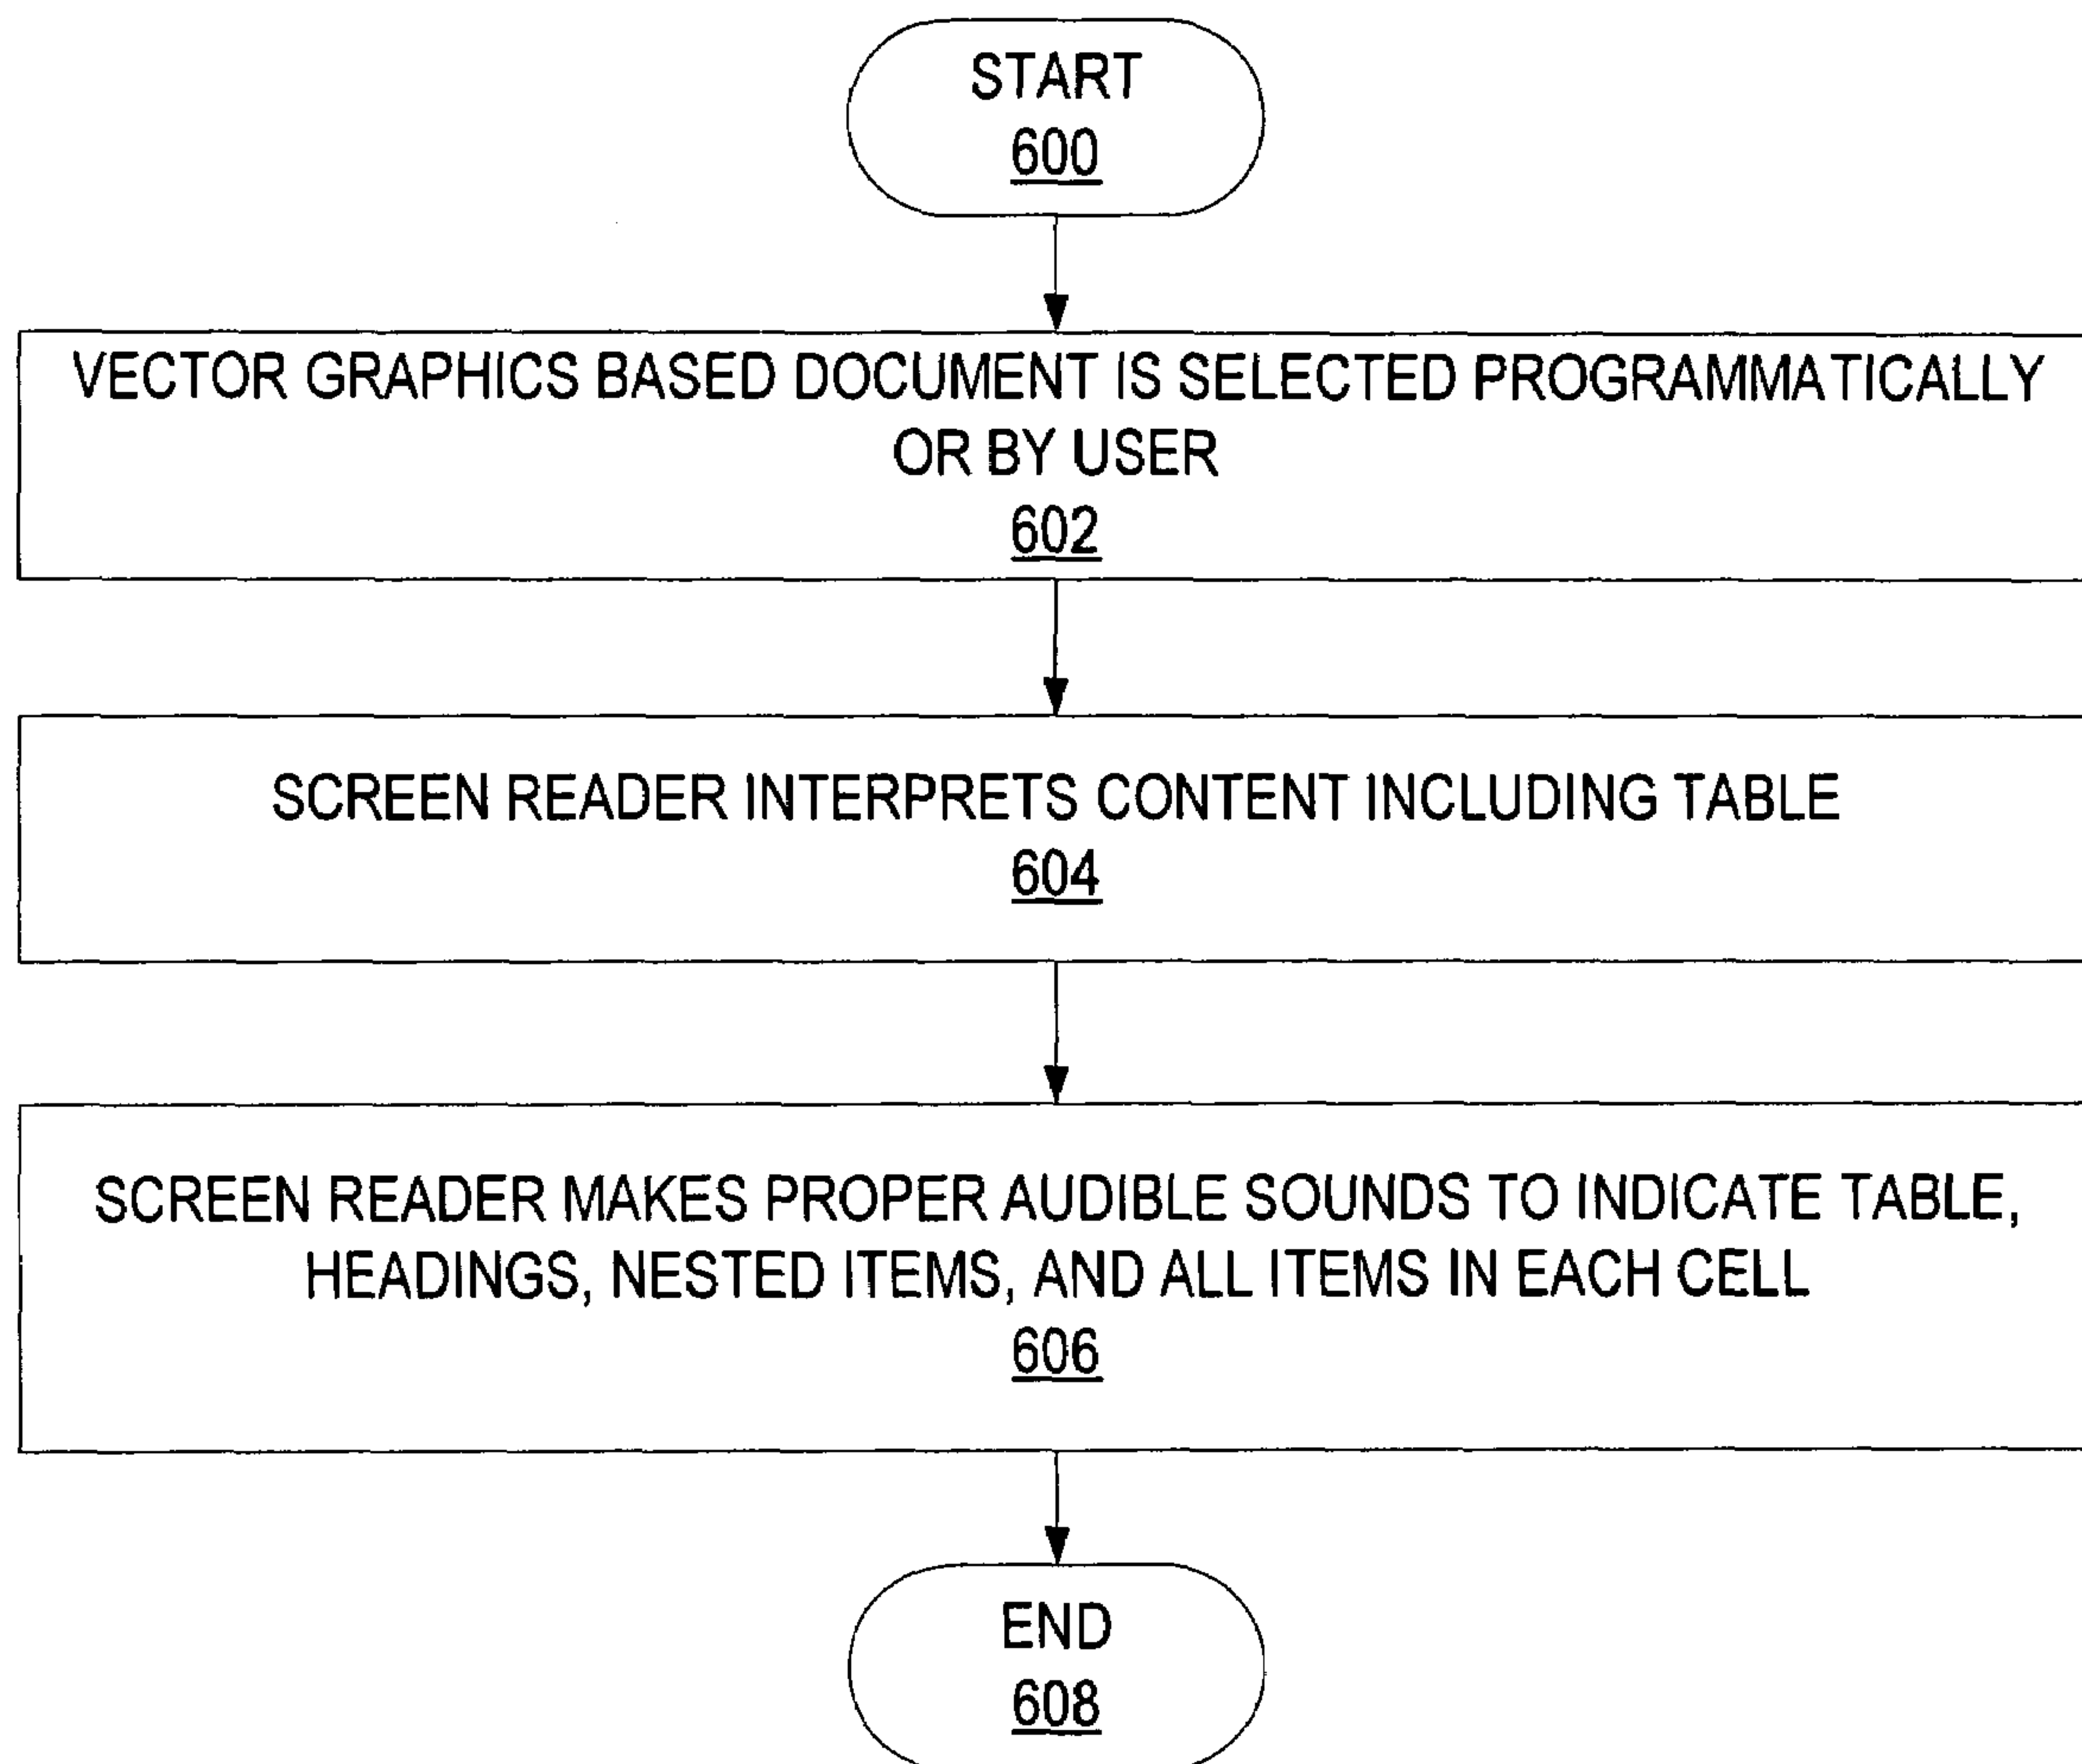 START
600
VECTOR GRAPHICS BASED DOCUMENT IS SELECTED PROGRAMMATICALLY
OR BY USER
602
SCREEN READER INTERPRETS CONTENT INCLUDING TABLE
604
SCREEN READER MAKES PROPER AUDIBLE SOUNDS TO INDICATE TABLE,
HEADINGS, NESTED ITEMS, AND ALL ITEMS IN EACH CELL
606
END
608